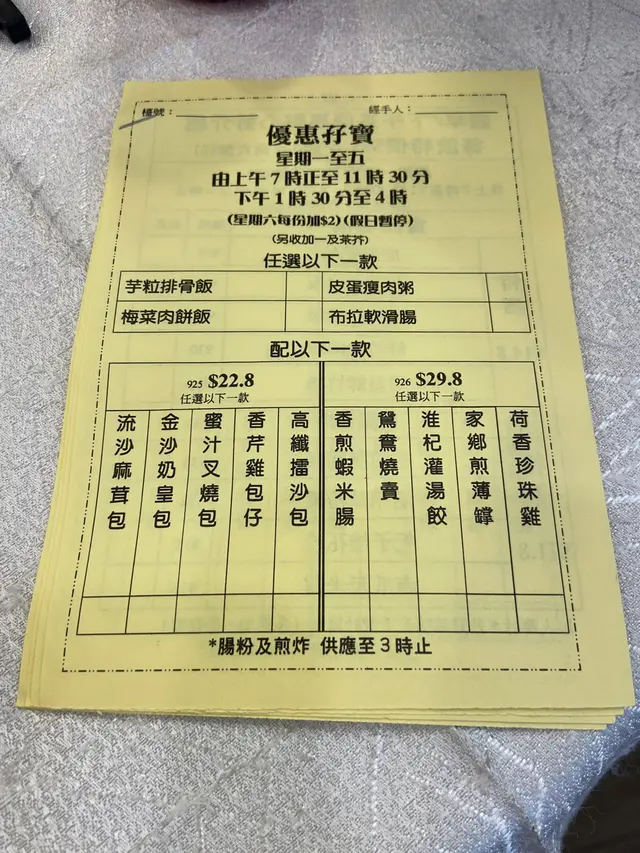 檯號：
經手人：
優惠孖寶
星期一至五
由上午7時正至11時30分
下午1時30分至4時
(星期六每份加$2)(假日暫停)
(另收加一及茶芥)
任選以下一款
芋粒排骨飯
皮蛋瘦肉粥
梅菜肉餅飯
布拉軟滑腸
配以下一款
925 $22.8
任選以下一款
926 $29.8
任選以下一款
流沙麻茸包
金沙奶皇包
蜜汁叉燒包
香芹雞包仔
高纖擂沙包
香煎蝦米腸
鴛鴦燒賣
淮杞灌湯餃
家鄉煎薄罉
荷香珍珠雞
*腸粉及煎炸 供應至3時止